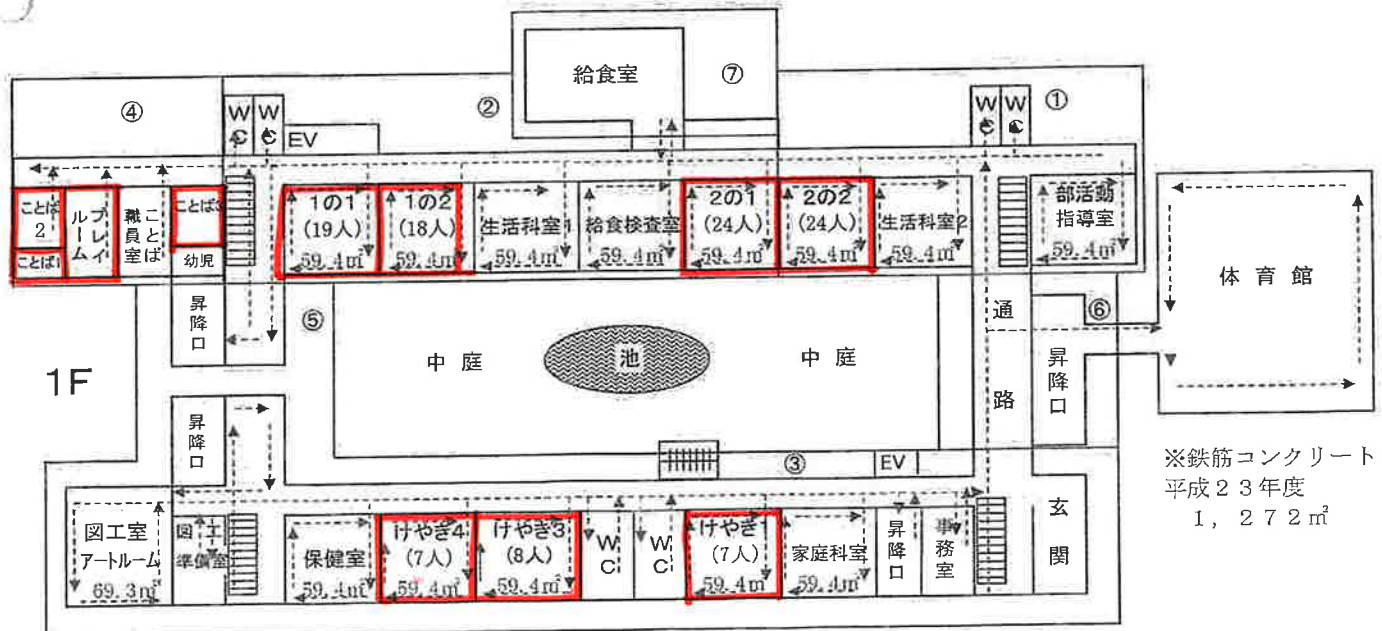 給食室
⑦
④
②
①
WC
WC
EV
WC
WC
ことば2
ことば1
プレイルーム
ことば職員室
ことば3
幼児
1の1
(19人)
59.4㎡
1の2
(18人)
59.4㎡
生活科室1
59.4㎡
給食検査室
59.4㎡
2の1
(24人)
59.4㎡
2の2
(24人)
59.4㎡
生活科室2
59.4㎡
部活動
指導室
59.4㎡
体育館
昇降口
⑤
中庭
池
中庭
通路
⑥
昇降口
1F
昇降口
③
EV
※鉄筋コンクリート
平成23年度
1,272㎡
図工室
アートルーム
69.3㎡
図工
準備室
保健室
59.4㎡
けやき4
(7人)
59.4㎡
けやき3
(8人)
59.4㎡
WC
WC
けやき1
(7人)
59.4㎡
家庭科室
59.4㎡
昇降口
事務室
玄関